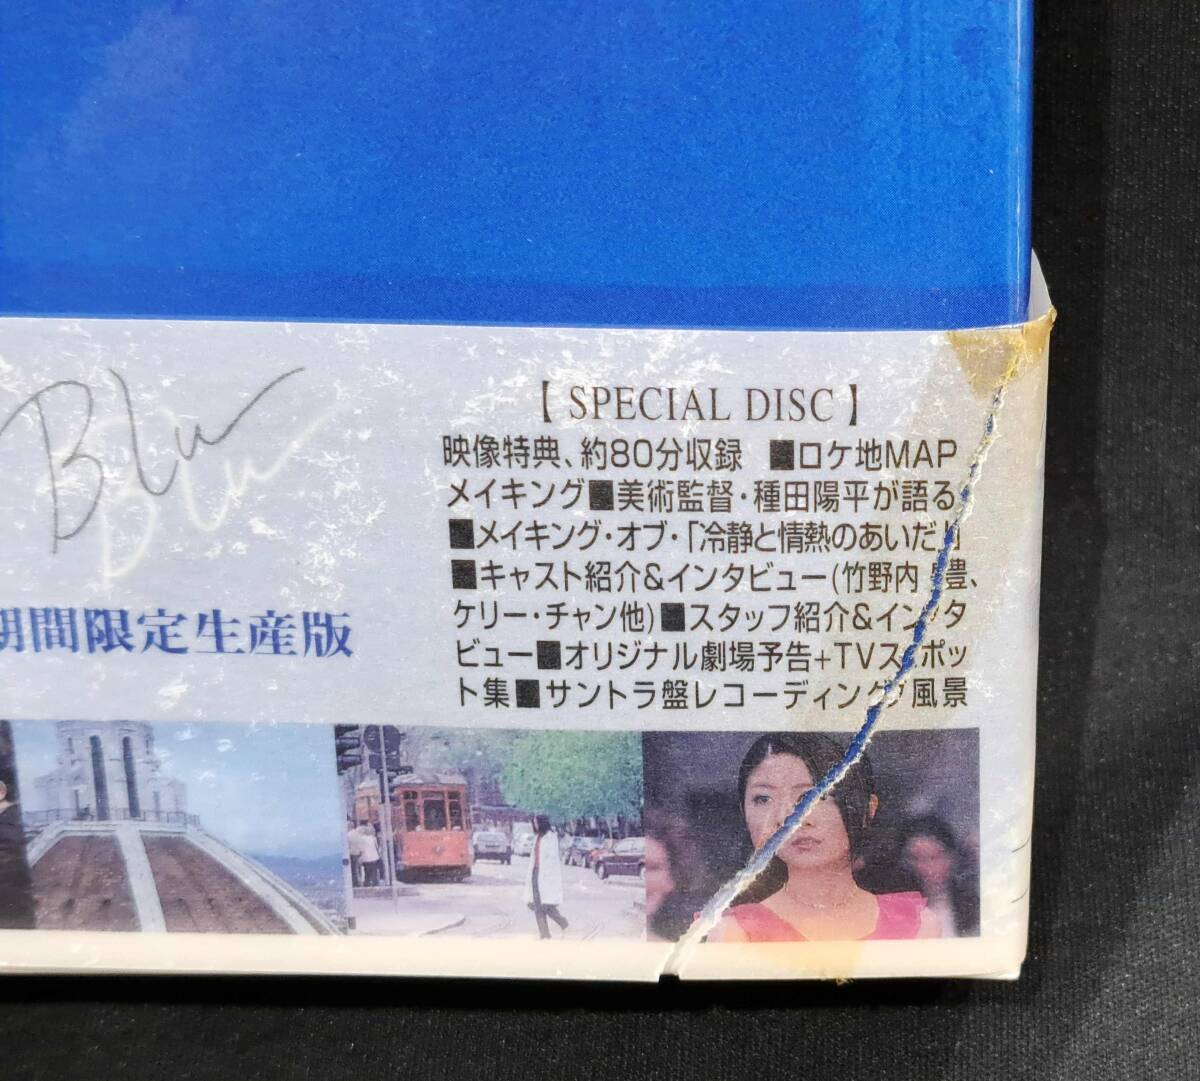 Blu
Blu
期間限定生産版
【 SPECIAL DISC 】
映像特典、約80分収録 ■ロケ地MAP
メイキング■美術監督・種田陽平が語る
■メイキング・オブ・「冷静と情熱のあいだ」
■キャスト紹介&インタビュー(竹野内 豊、
ケリー・チャン他)■スタッフ紹介&インタ
ビュー■オリジナル劇場予告+TVスポッ
ト集■サントラ盤レコーディング風景